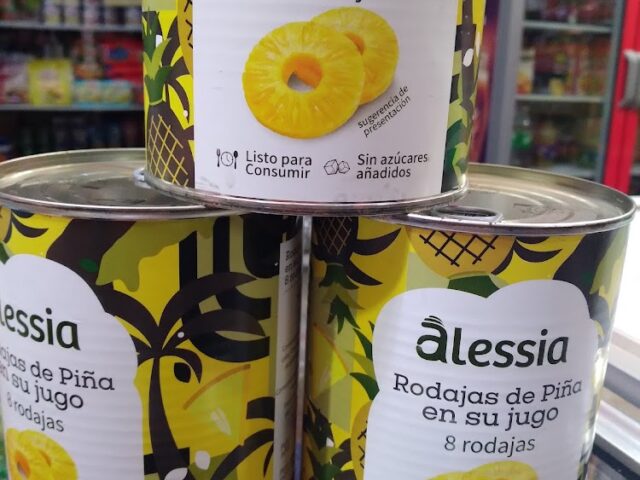 sugerencia de
presentación
Listo para
Consumir
Sin azúcares
añadidos
alessia
Rodajas de Piña
en su jugo
8 rodajas
lessia
ajas de Piña
en su jugo
8 rodajas